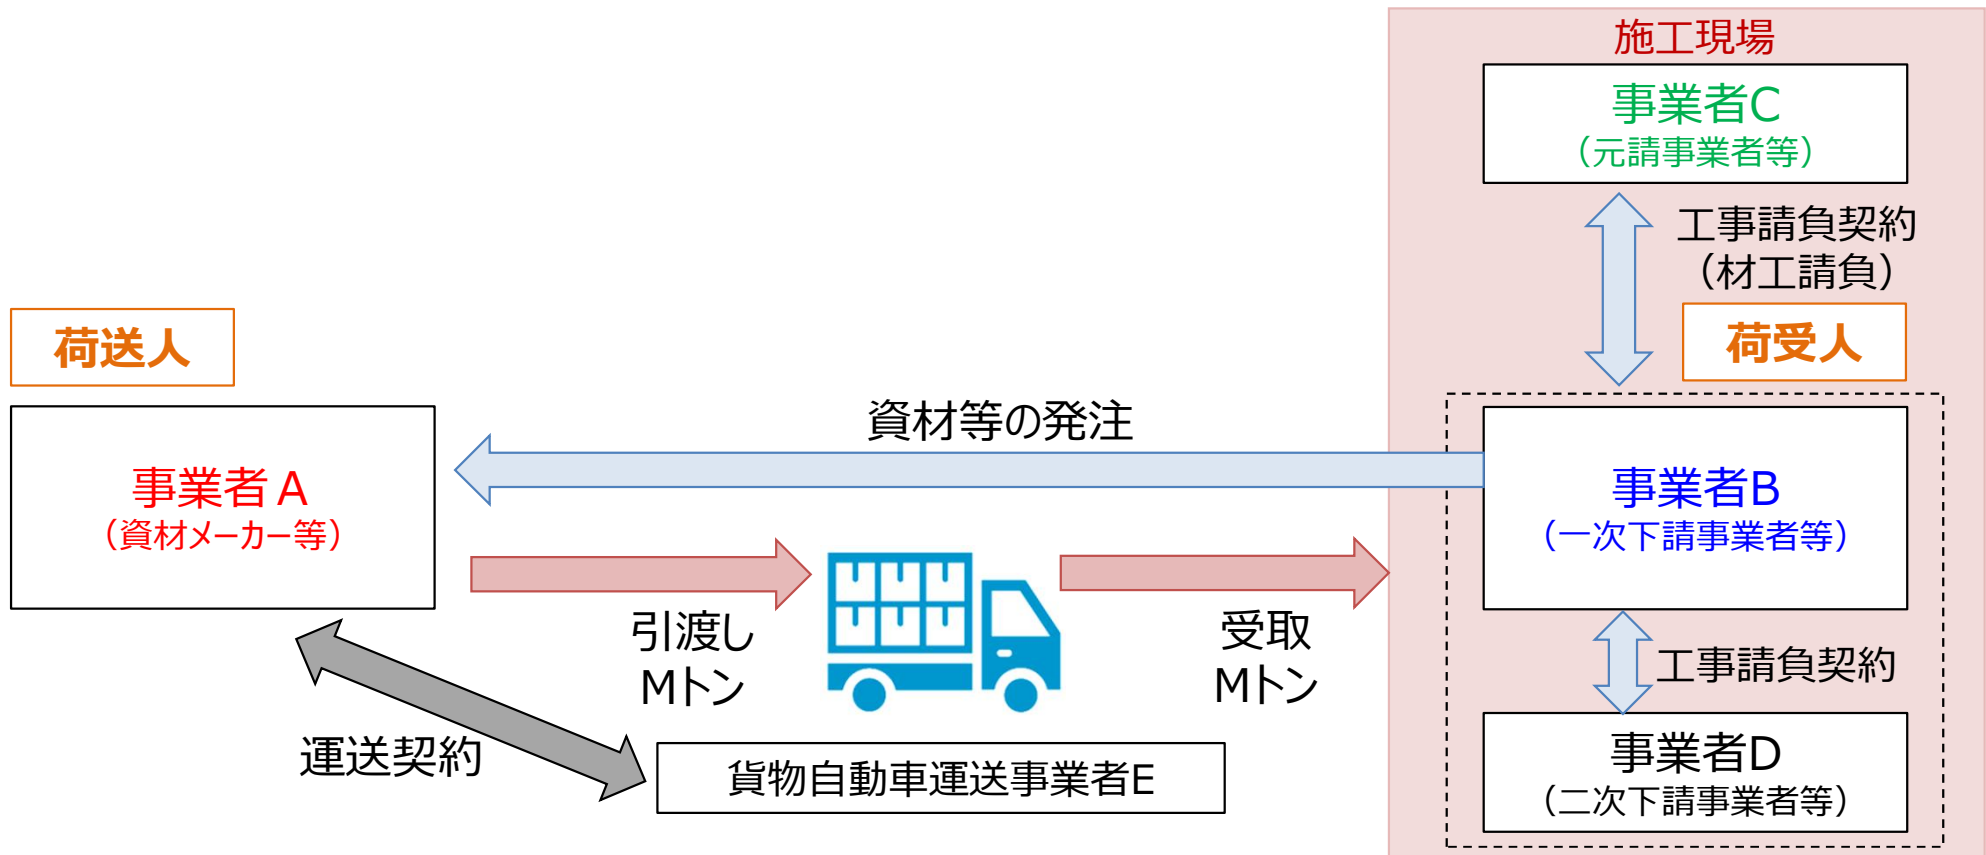 施工現場
事業者C
（元請事業者等）
工事請負契約
（材工請負）
荷送人
荷受人
資材等の発注
事業者A
（資材メーカー等）
事業者B
（一次下請事業者等）
引渡し
Mトン
受取
Mトン
工事請負契約
運送契約
貨物自動車運送事業者E
事業者D
（二次下請事業者等）